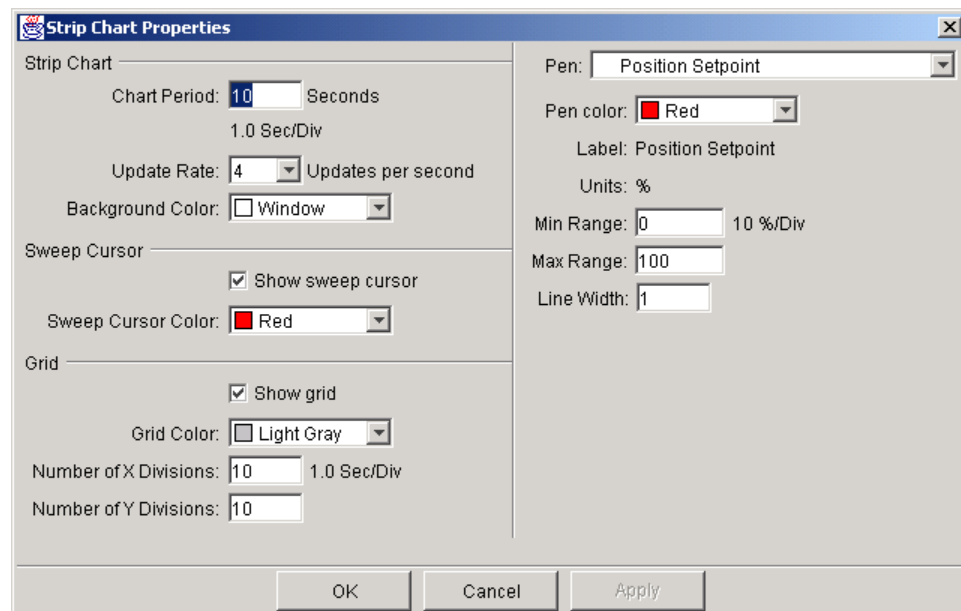 Strip Chart Properties
Strip Chart
Chart Period: 10 Seconds
1.0 Sec/Div
Update Rate: 4 Updates per second
Background Color: Window
Sweep Cursor
Show sweep cursor
Sweep Cursor Color: Red
Grid
Show grid
Grid Color: Light Gray
Number of X Divisions: 10 1.0 Sec/Div
Number of Y Divisions: 10
Pen: Position Setpoint
Pen color: Red
Label: Position Setpoint
Units: %
Min Range: 0 10 %/Div
Max Range: 100
Line Width: 1
OK Cancel Apply